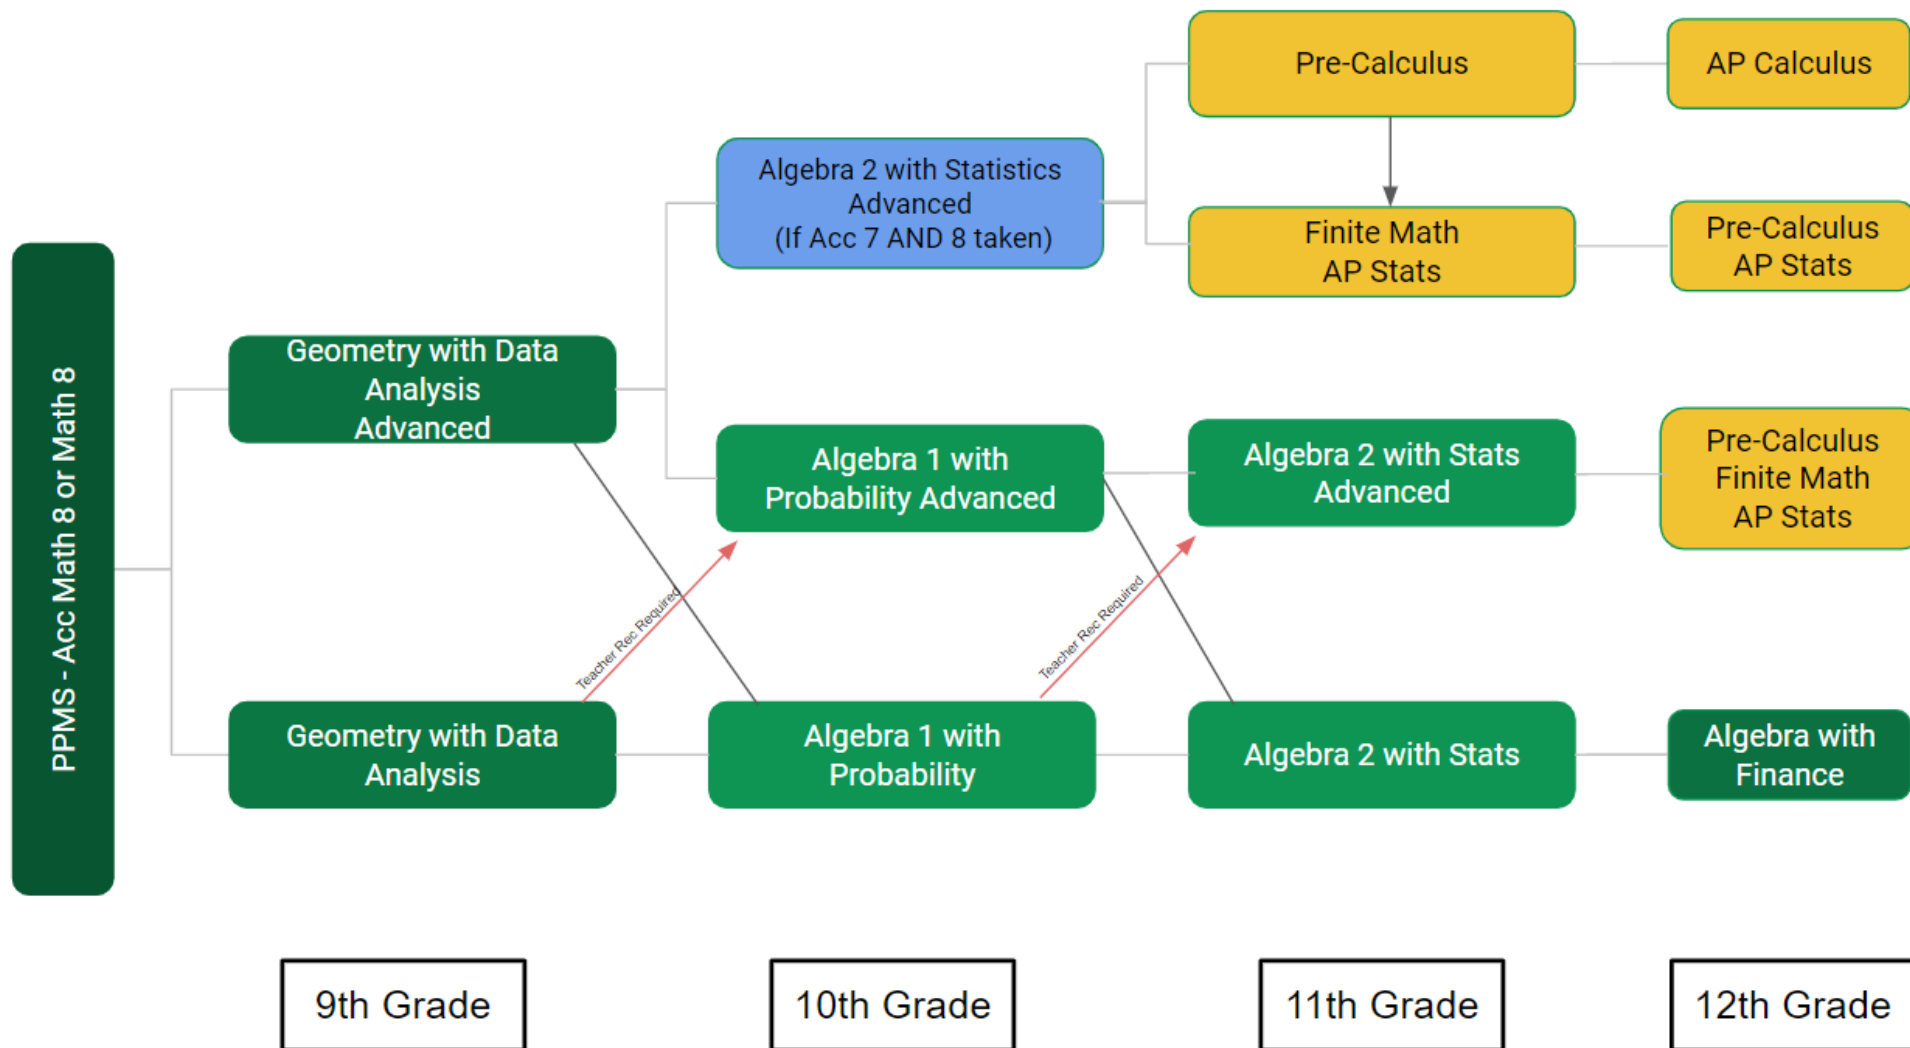 PPMS - Acc Math 8 or Math 8
Geometry with Data
Analysis
Advanced
Geometry with Data
Analysis
Teacher Rec Required
Algebra 2 with Statistics
Advanced
(If Acc 7 AND 8 taken)
Algebra 1 with
Probability Advanced
Algebra 1 with
Probability
Teacher Rec Required
Pre-Calculus
Finite Math
AP Stats
Algebra 2 with Stats
Advanced
Algebra 2 with Stats
AP Calculus
Pre-Calculus
AP Stats
Pre-Calculus
Finite Math
AP Stats
Algebra with
Finance
9th Grade
10th Grade
11th Grade
12th Grade